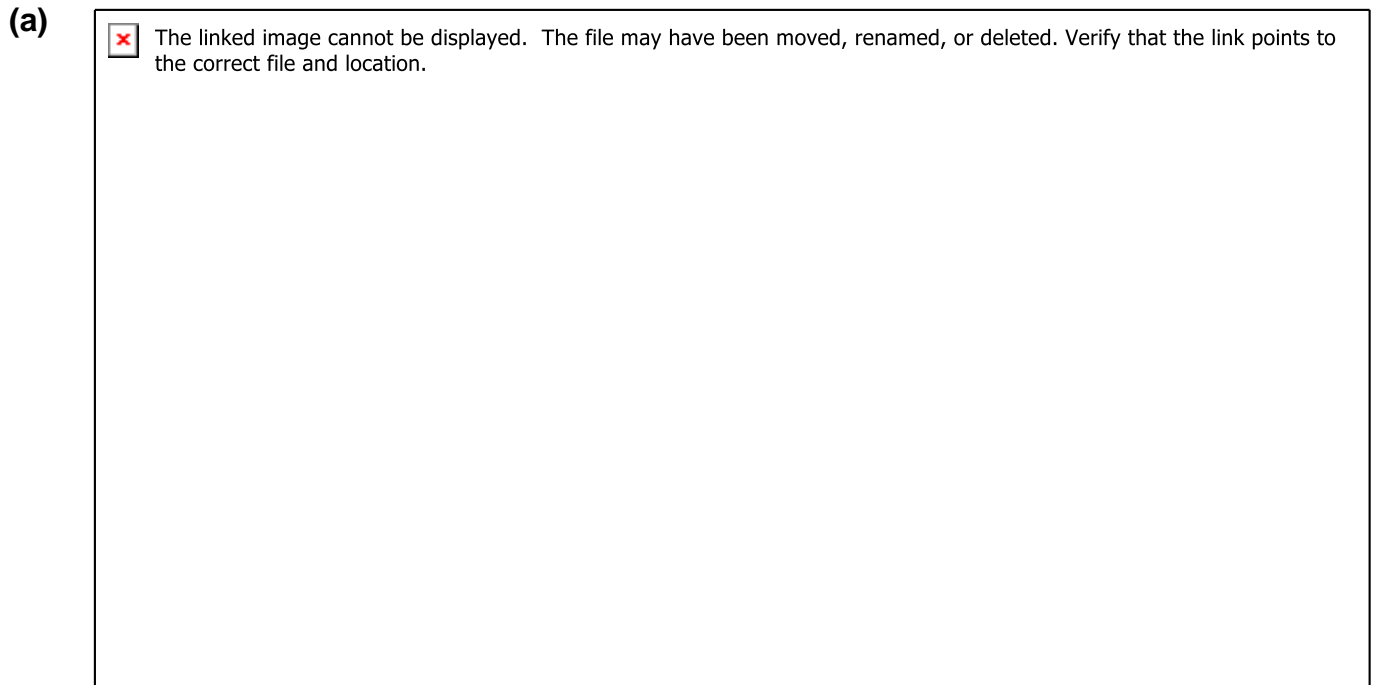 (a)
The linked image cannot be displayed.  The file may have been moved, renamed, or deleted. Verify that the link points to
the correct file and location.